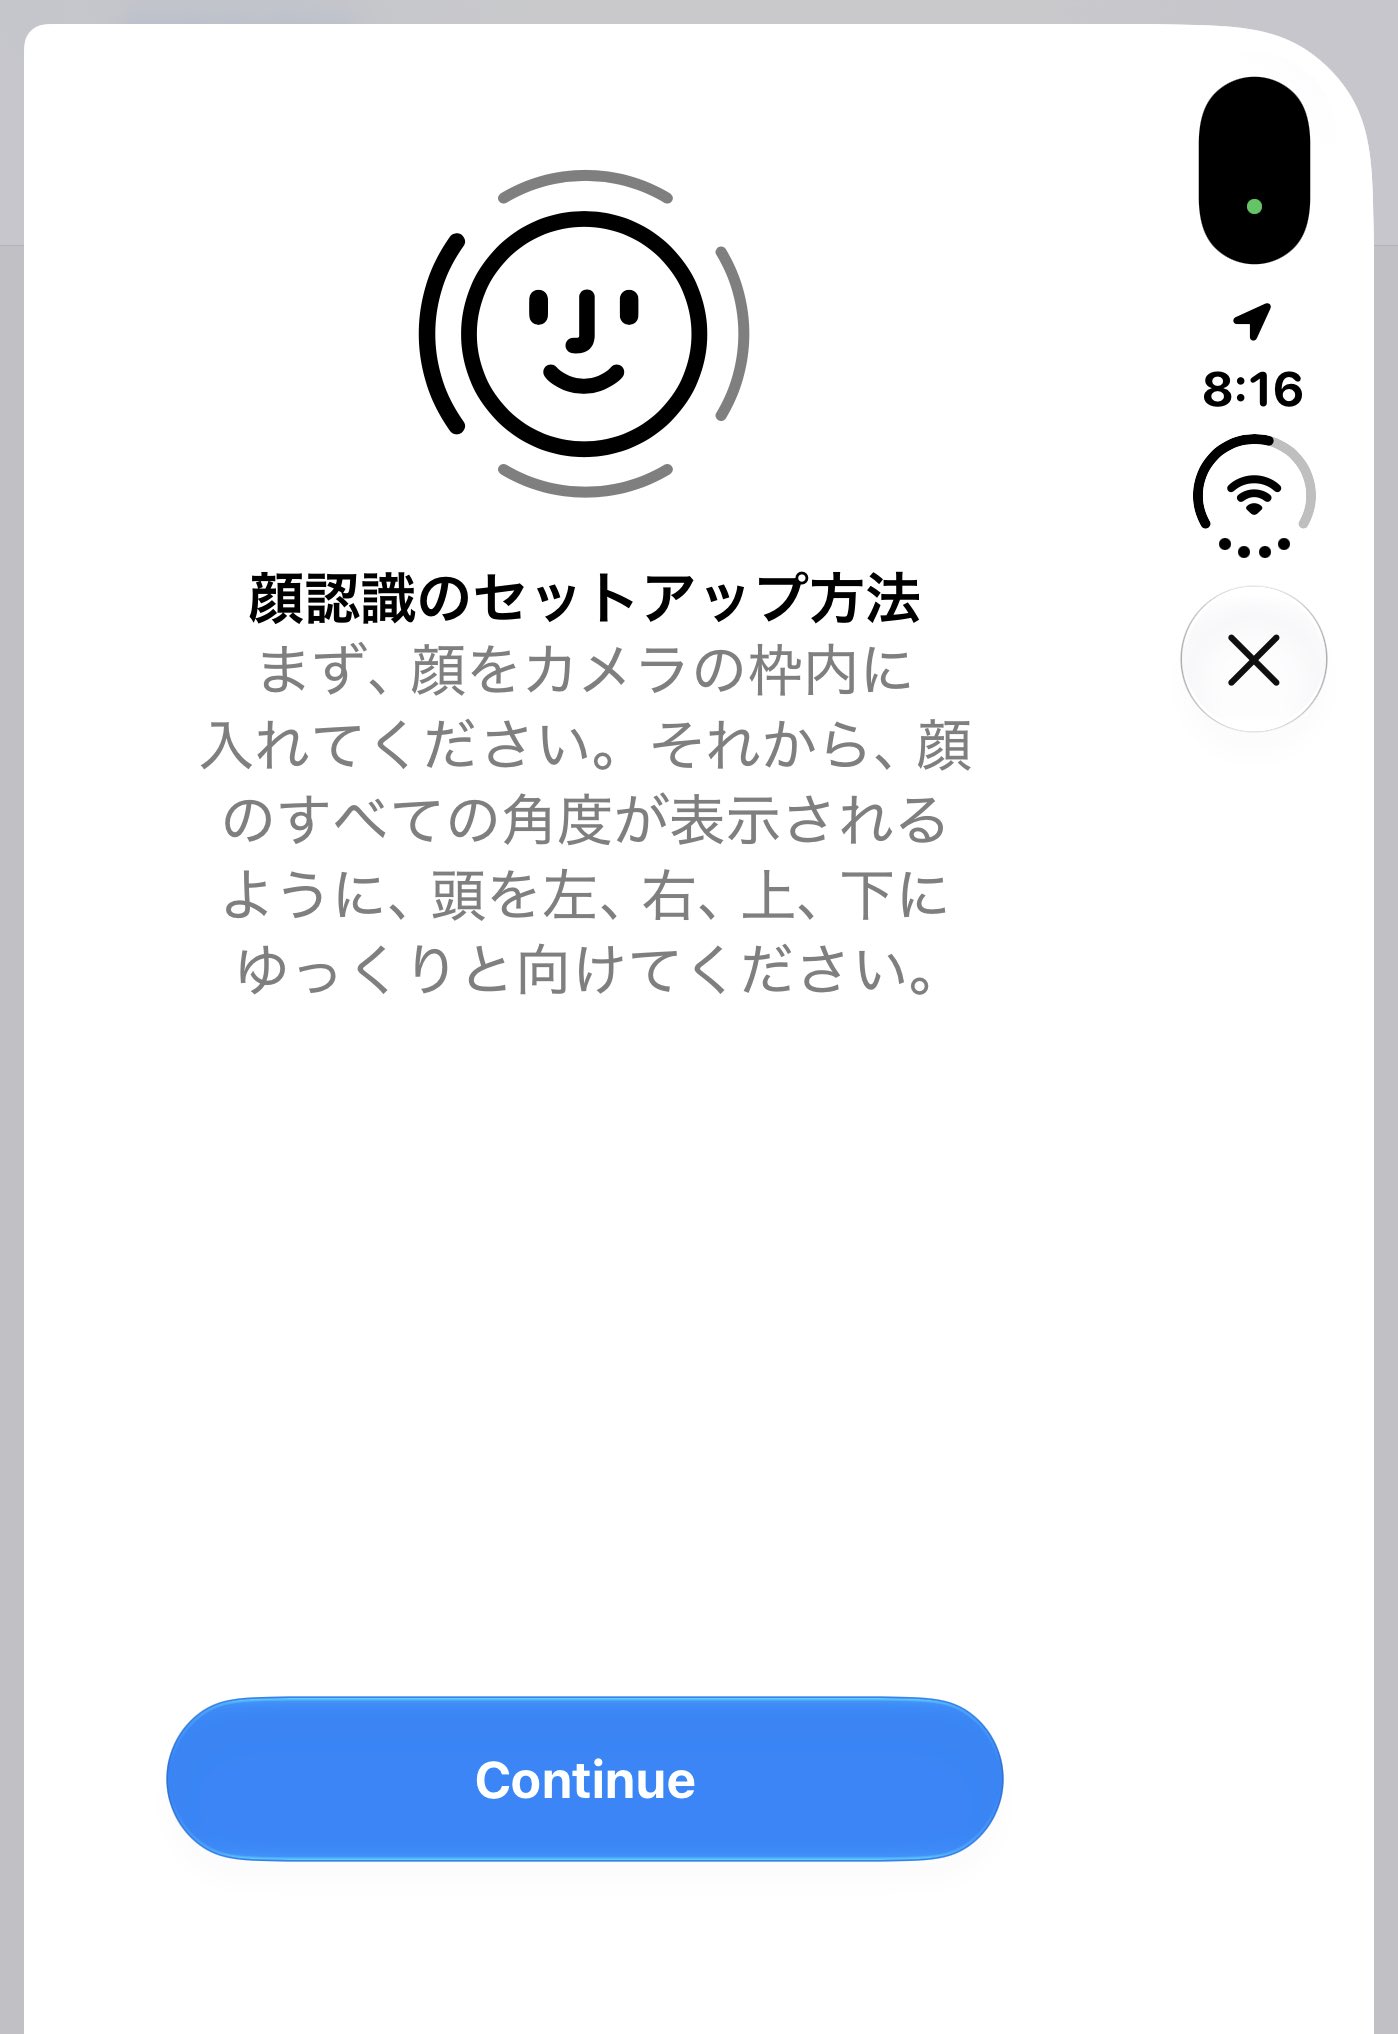 8:16
顔認識のセットアップ方法
まず、顔をカメラの枠内に
入れてください。それから、顔
のすべての角度が表示される
ように、頭を左、右、上、下に
ゆっくりと向けてください。
Continue